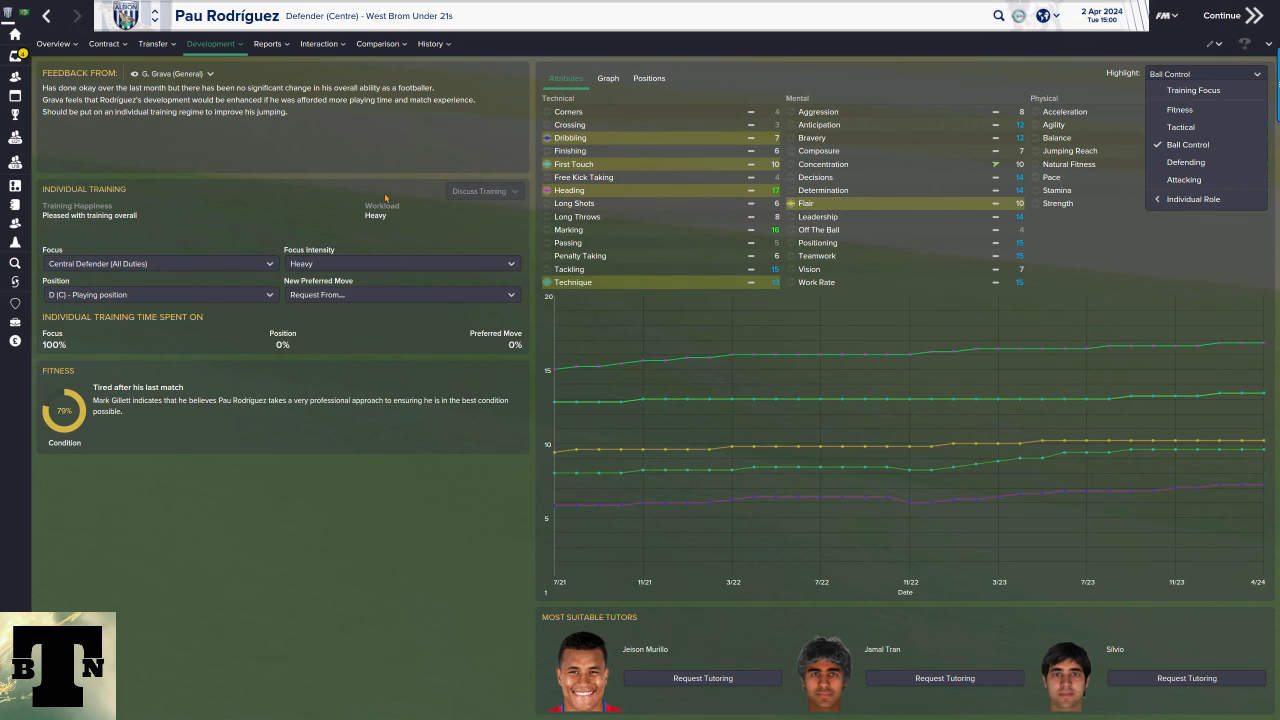 Pau Rodríguez
Defender (Centre) - West Brom Under 21s
2 Apr 2024
Tue 15:00
FM
Continue
Overview
Contract
Transfer
Development
Reports
Interaction
Comparison
History
FEEDBACK FROM:
G. Grava (General)
Has done okay over the last month but there has been no significant change in his overall ability as a footballer.
Grava feels that Rodríguez's development would be enhanced if he was afforded more playing time and match experience.
Should be put on an individual training regime to improve his jumping.
INDIVIDUAL TRAINING
Discuss Training
Training Happiness
Pleased with training overall
Workload
Heavy
Focus
Central Defender (All Duties)
Focus Intensity
Heavy
Position
D (C) - Playing position
New Preferred Move
Request From...
INDIVIDUAL TRAINING TIME SPENT ON
Focus
100%
Position
0%
Preferred Move
0%
FITNESS
79%
Condition
Tired after his last match
Mark Gillett indicates that he believes Pau Rodríguez takes a very professional approach to ensuring he is in the best condition
possible.
Attributes
Graph
Positions
Highlight:
Ball Control
Training Focus
Fitness
Tactical
Ball Control
Defending
Attacking
Individual Role
Technical
Corners 4
Crossing 3
Dribbling 7
Finishing 6
First Touch 10
Free Kick Taking 4
Heading 17
Long Shots 6
Long Throws 8
Marking 16
Passing 5
Penalty Taking 6
Tackling 15
Technique 13
Mental
Aggression 8
Anticipation 12
Bravery 12
Composure 7
Concentration 10
Decisions 14
Determination 14
Flair 10
Leadership 14
Off The Ball 4
Positioning 15
Teamwork 15
Vision 7
Work Rate 15
Physical
Acceleration
Agility
Balance
Jumping Reach
Natural Fitness
Pace
Stamina
Strength
20
15
10
5
1
7/21 11/21 3/22 7/22 11/22 3/23 7/23 11/23 4/24
Date
MOST SUITABLE TUTORS
Jeison Murillo
Request Tutoring
Jamal Tran
Request Tutoring
Silvio
Request Tutoring
B T N